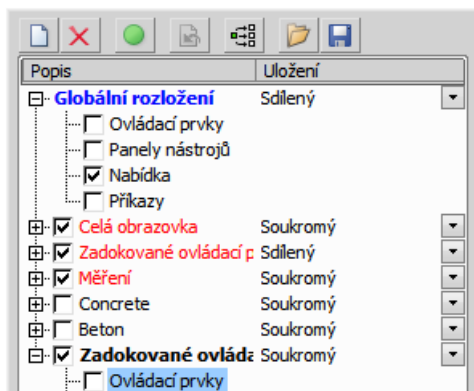 Popis Uložení
Globální rozložení Sdílený
Ovládací prvky
Panely nástrojů
Nabídka
Příkazy
Celá obrazovka Soukromý
Zadokované ovládací p Sdílený
Měření Soukromý
Concrete Soukromý
Beton Soukromý
Zadokované ovláda Soukromý
Ovládací prvky